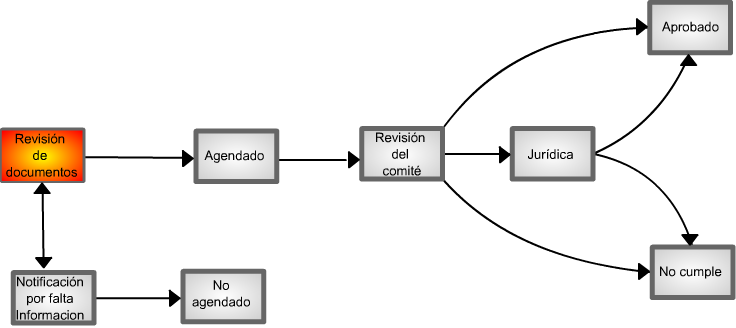 Aprobado
Revisión
de
documentos
Agendado
Revisión
del
comité
Jurídica
No cumple
Notificación
por falta
Informacion
No
agendado